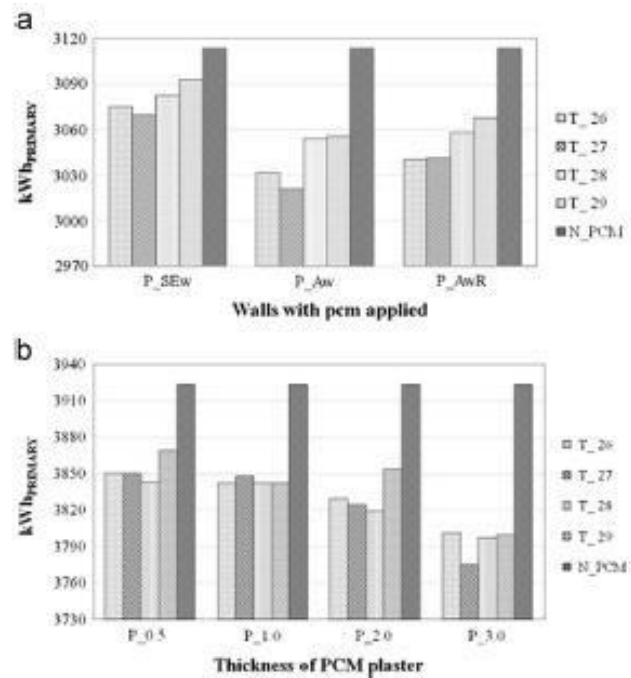 a
3120
3090
3060
3030
3000
2970
kWhPRIMARY
P_SEw
P_Aw
P_AwR
Walls with pcm applied
T_26
T_27
T_28
T_29
N_PCM
b
3940
3910
3880
3850
3820
3790
3760
3730
kWhPRIMARY
P_0.5
P_1.0
P_2.0
P_3.0
Thickness of PCM plaster
T_26
T_27
T_28
T_29
N_PCM